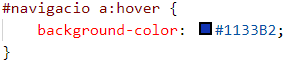 #navigacio a:hover {
    background-color: #1133B2;
}